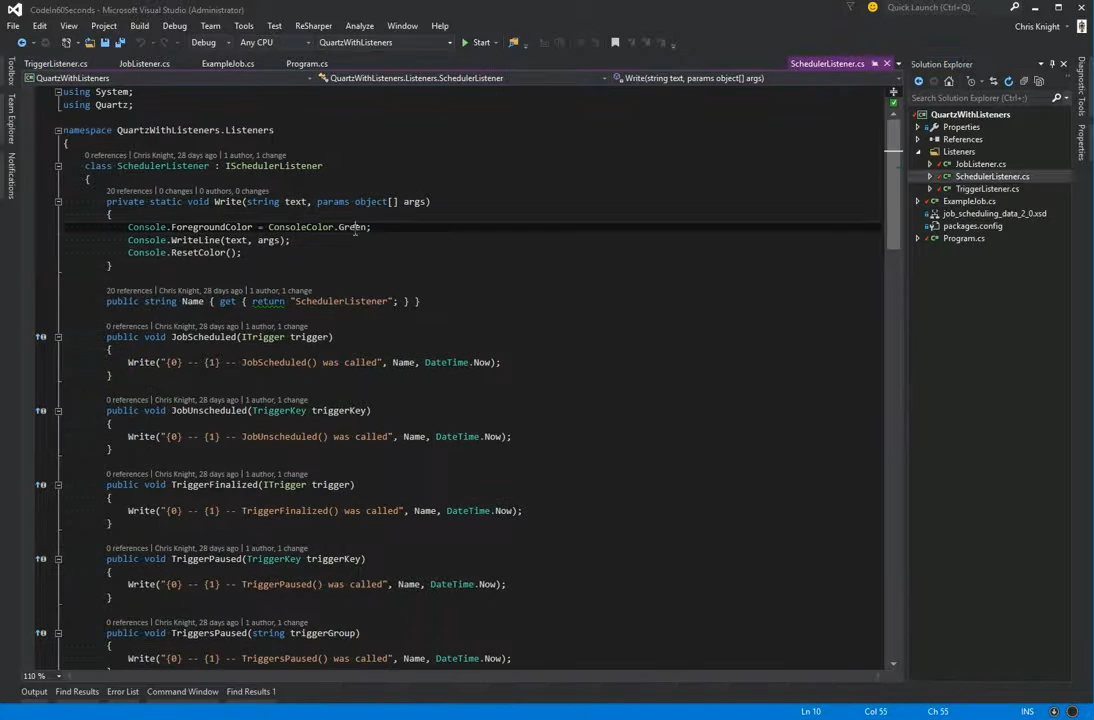 CodeIn60Seconds - Microsoft Visual Studio (Administrator)
Quick Launch (Ctrl+Q)
File Edit View Project Build Debug Team Tools Test ReSharper Analyze Window Help
Chris Knight
Debug Any CPU QuartzWithListeners Start
TriggerListener.cs JobListener.cs ExampleJob.cs Program.cs SchedulerListener.cs
QuartzWithListeners QuartzWithListeners.Listeners.SchedulerListener Write(string text, params object[] args)
Toolbox
Team Explorer
Notifications
using System;
using Quartz;
namespace QuartzWithListeners.Listeners
{
0 references | Chris Knight, 28 days ago | 1 author, 1 change
class SchedulerListener : ISchedulerListener
{
20 references | 0 changes | 0 authors, 0 changes
private static void Write(string text, params object[] args)
{
Console.ForegroundColor = ConsoleColor.Green;
Console.WriteLine(text, args);
Console.ResetColor();
}
20 references | Chris Knight, 28 days ago | 1 author, 1 change
public string Name { get { return "SchedulerListener"; } }
0 references | Chris Knight, 28 days ago | 1 author, 1 change
public void JobScheduled(ITrigger trigger)
{
Write("{0} -- {1} -- JobScheduled() was called", Name, DateTime.Now);
}
0 references | Chris Knight, 28 days ago | 1 author, 1 change
public void JobUnscheduled(TriggerKey triggerKey)
{
Write("{0} -- {1} -- JobUnscheduled() was called", Name, DateTime.Now);
}
0 references | Chris Knight, 28 days ago | 1 author, 1 change
public void TriggerFinalized(ITrigger trigger)
{
Write("{0} -- {1} -- TriggerFinalized() was called", Name, DateTime.Now);
}
0 references | Chris Knight, 28 days ago | 1 author, 1 change
public void TriggerPaused(TriggerKey triggerKey)
{
Write("{0} -- {1} -- TriggerPaused() was called", Name, DateTime.Now);
}
0 references | Chris Knight, 28 days ago | 1 author, 1 change
public void TriggersPaused(string triggerGroup)
{
Write("{0} -- {1} -- TriggersPaused() was called", Name, DateTime.Now);
110 %
Solution Explorer
Search Solution Explorer (Ctrl+;)
QuartzWithListeners
Properties
References
Listeners
JobListener.cs
SchedulerListener.cs
TriggerListener.cs
ExampleJob.cs
job_scheduling_data_2_0.xsd
packages.config
Program.cs
Diagnostic Tools
Properties
Output Find Results Error List Command Window Find Results 1
Ln 10 Col 55 Ch 55 INS